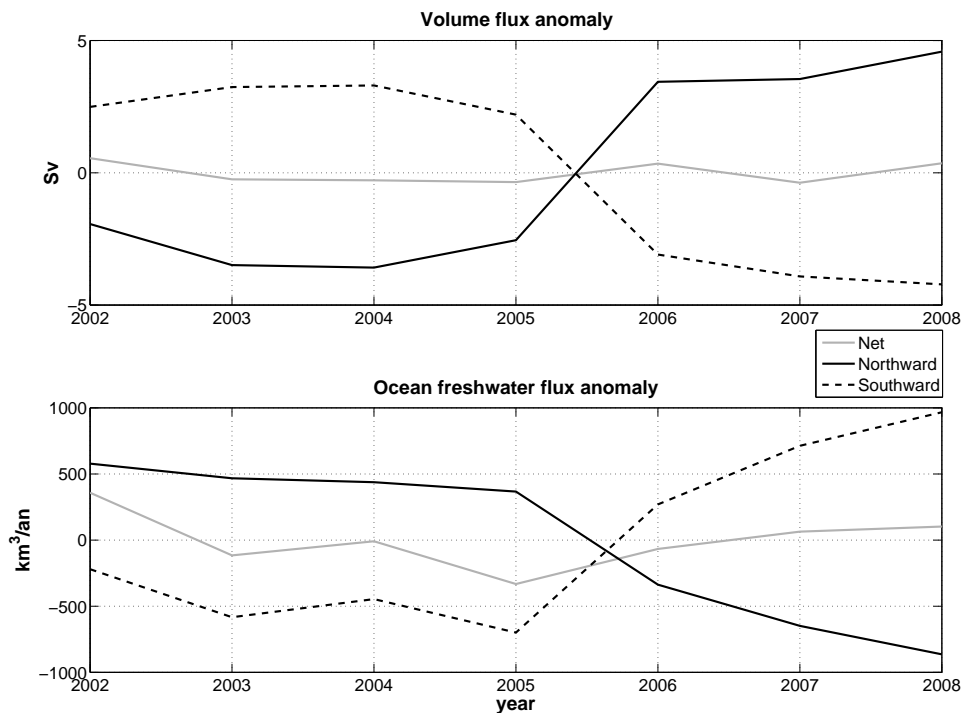 Volume flux anomaly
5
0
−5
Sv
2002 2003 2004 2005 2006 2007 2008
Net
Northward
Southward
Ocean freshwater flux anomaly
1000
500
0
−500
−1000
km³/an
2002 2003 2004 2005 2006 2007 2008
year